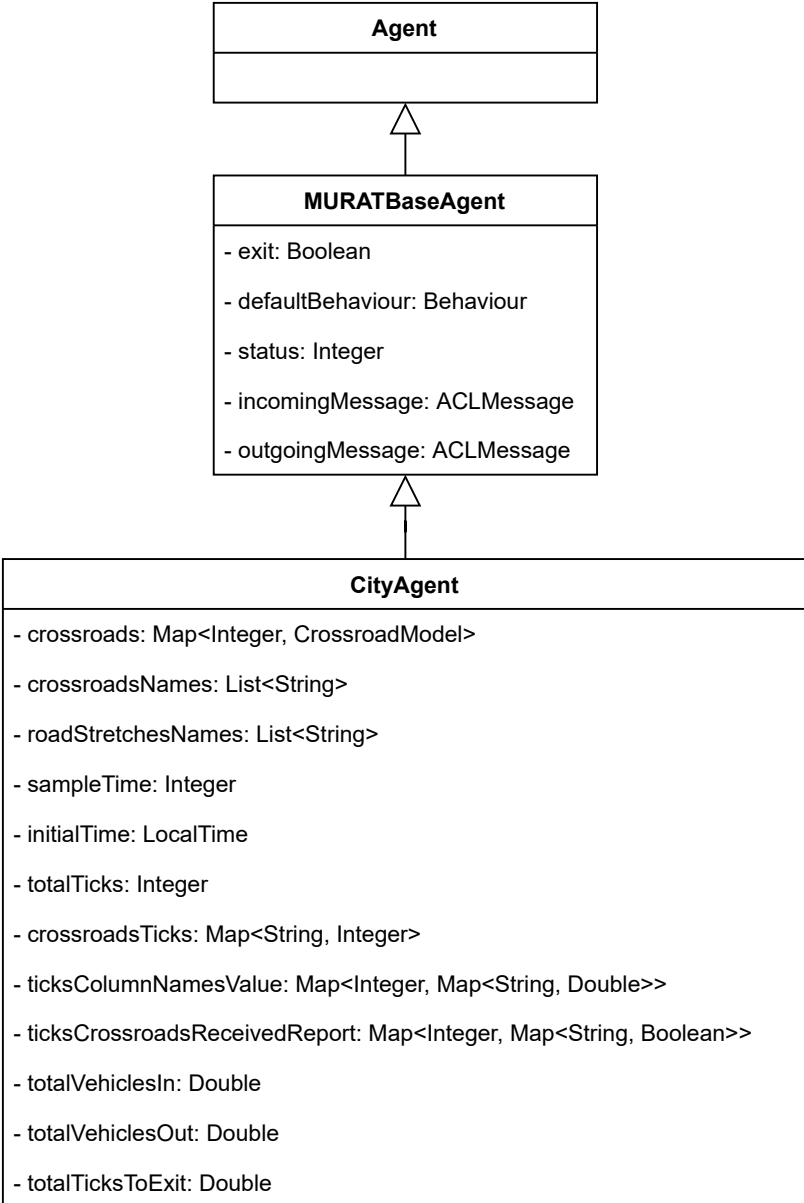 Agent
MURATBaseAgent
- exit: Boolean
- defaultBehaviour: Behaviour
- status: Integer
- incomingMessage: ACLMessage
- outgoingMessage: ACLMessage
CityAgent
- crossroads: Map<Integer, CrossroadModel>
- crossroadsNames: List<String>
- roadStretchesNames: List<String>
- sampleTime: Integer
- initialTime: LocalTime
- totalTicks: Integer
- crossroadsTicks: Map<String, Integer>
- ticksColumnNamesValue: Map<Integer, Map<String, Double>>
- ticksCrossroadsReceivedReport: Map<Integer, Map<String, Boolean>>
- totalVehiclesIn: Double
- totalVehiclesOut: Double
- totalTicksToExit: Double